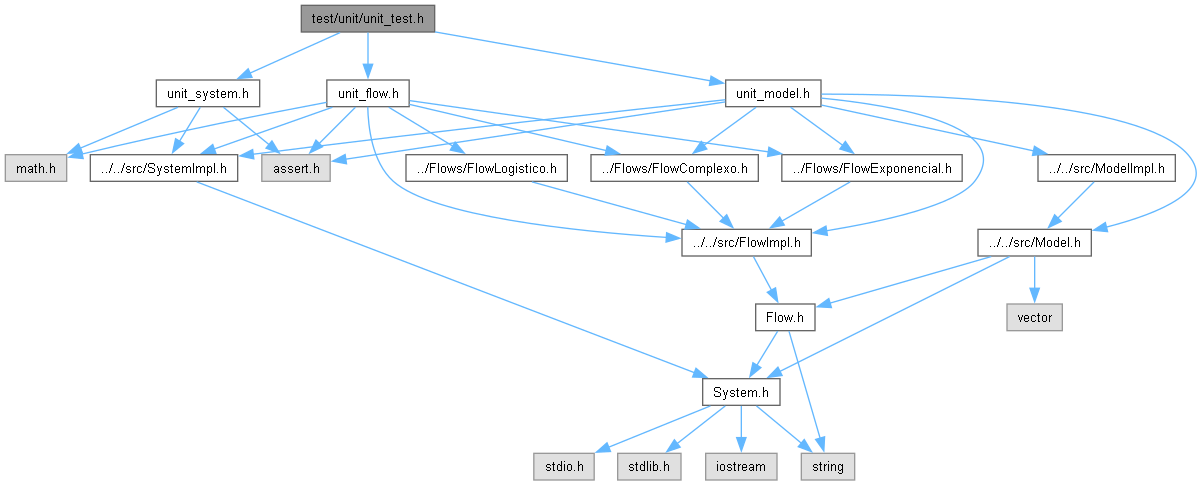 test/unit/unit_test.h
unit_system.h
unit_flow.h
unit_model.h
math.h
../../src/SystemImpl.h
assert.h
../Flows/FlowLogistico.h
../Flows/FlowComplexo.h
../Flows/FlowExponencial.h
../../src/ModelImpl.h
../../src/FlowImpl.h
../../src/Model.h
Flow.h
vector
System.h
stdio.h
stdlib.h
iostream
string